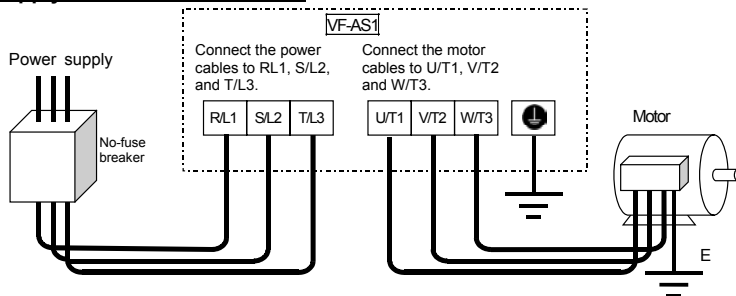 VF-AS1
Power supply
Connect the power
cables to RL1, S/L2,
and T/L3.
Connect the motor
cables to U/T1, V/T2
and W/T3.
R/L1 S/L2 T/L3
U/T1 V/T2 W/T3
No-fuse
breaker
Motor
E